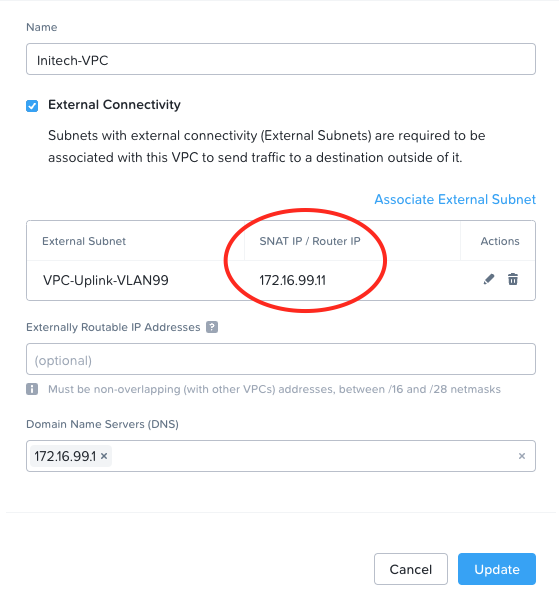 Name
Initech-VPC
External Connectivity
Subnets with external connectivity (External Subnets) are required to be
associated with this VPC to send traffic to a destination outside of it.
Associate External Subnet
External Subnet SNAT IP / Router IP Actions
VPC-Uplink-VLAN99 172.16.99.11
Externally Routable IP Addresses ?
(optional)
Must be non-overlapping (with other VPCs) addresses, between /16 and /28 netmasks
Domain Name Servers (DNS)
172.16.99.1 × ×
Cancel Update